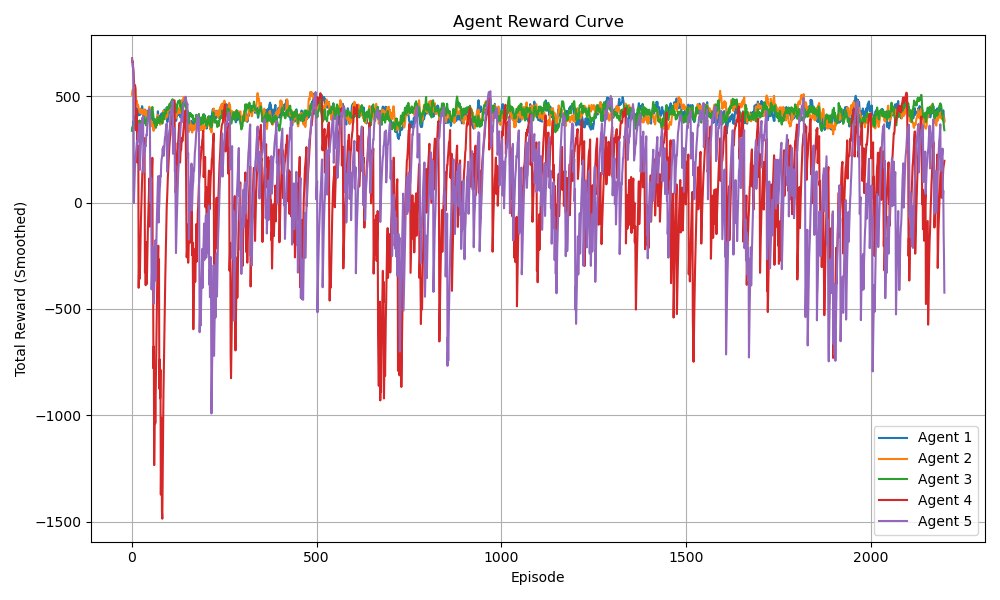 Agent Reward Curve
Total Reward (Smoothed)
500
0
−500
−1000
−1500
0
500
1000
1500
2000
Episode
Agent 1
Agent 2
Agent 3
Agent 4
Agent 5